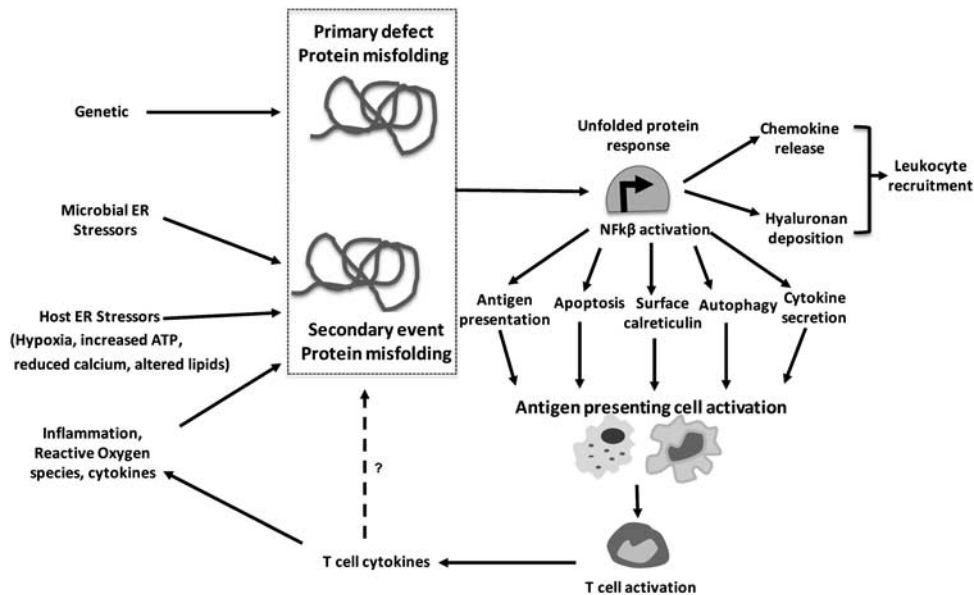 Primary defect
Protein misfolding
Genetic
Microbial ER
Stressors
Host ER Stressors
(Hypoxia, increased ATP,
reduced calcium, altered lipids)
Secondary event
Protein misfolding
Inflammation,
Reactive Oxygen
species, cytokines
?
T cell cytokines
Unfolded protein
response
NFkβ activation
Chemokine
release
Hyaluronan
deposition
Leukocyte
recruitment
Antigen
presentation
Apoptosis
Surface
calreticulin
Autophagy
Cytokine
secretion
Antigen presenting cell activation
T cell activation